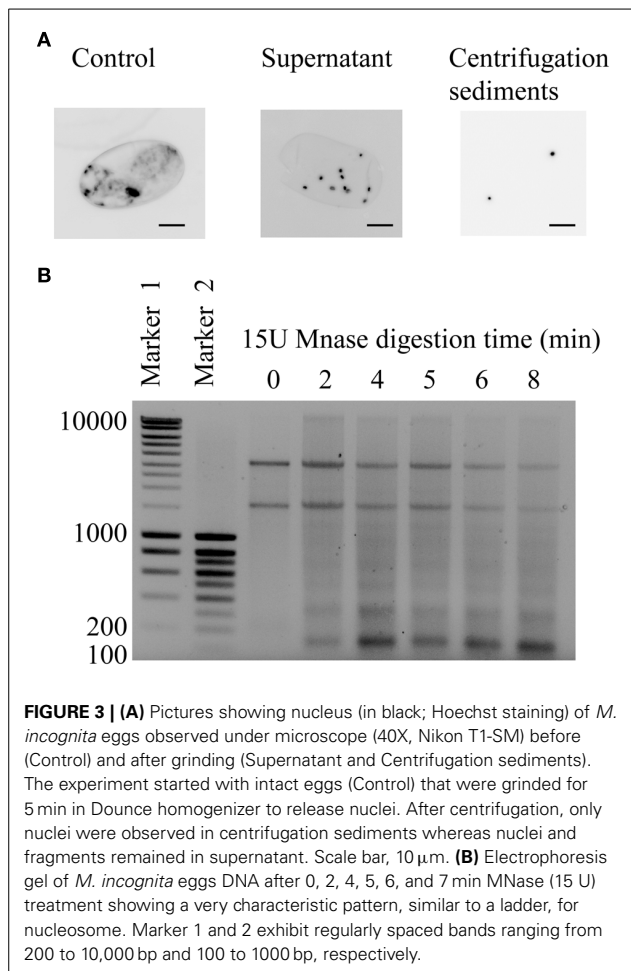 A
Control
Supernatant
Centrifugation
sediments
B
Marker 1
Marker 2
15U Mnase digestion time (min)
0 2 4 5 6 8
10000
1000
200
100
FIGURE 3 | (A) Pictures showing nucleus (in black; Hoechst staining) of M.
incognita eggs observed under microscope (40X, Nikon T1-SM) before
(Control) and after grinding (Supernatant and Centrifugation sediments).
The experiment started with intact eggs (Control) that were grinded for
5 min in Dounce homogenizer to release nuclei. After centrifugation, only
nuclei were observed in centrifugation sediments whereas nuclei and
fragments remained in supernatant. Scale bar, 10 μm. (B) Electrophoresis
gel of M. incognita eggs DNA after 0, 2, 4, 5, 6, and 7 min MNase (15 U)
treatment showing a very characteristic pattern, similar to a ladder, for
nucleosome. Marker 1 and 2 exhibit regularly spaced bands ranging from
200 to 10,000 bp and 100 to 1000 bp, respectively.